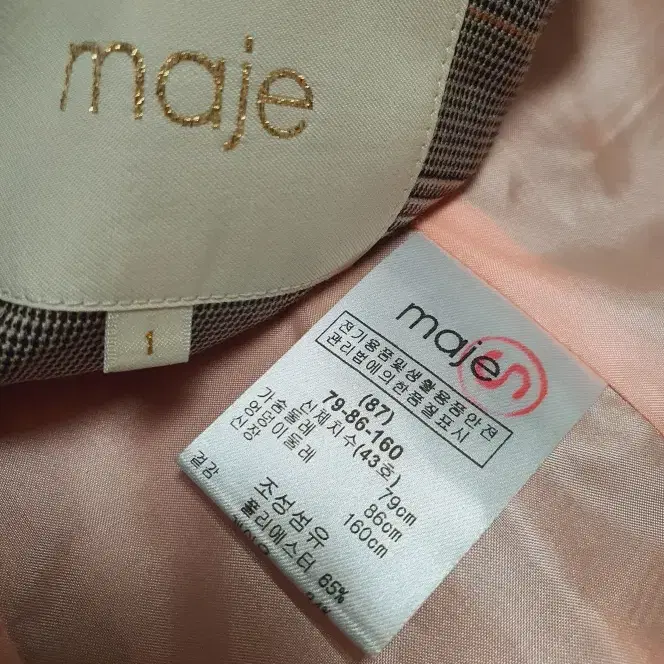 maje
1
maje
전기용품및생활용품안전
관리법에의한품질표시
(87)
79-86-160
신체치수(43호)
가슴둘레 79cm
엉덩이둘레 86cm
신장 160cm
겉감
조성섬유
폴리에스터 65%